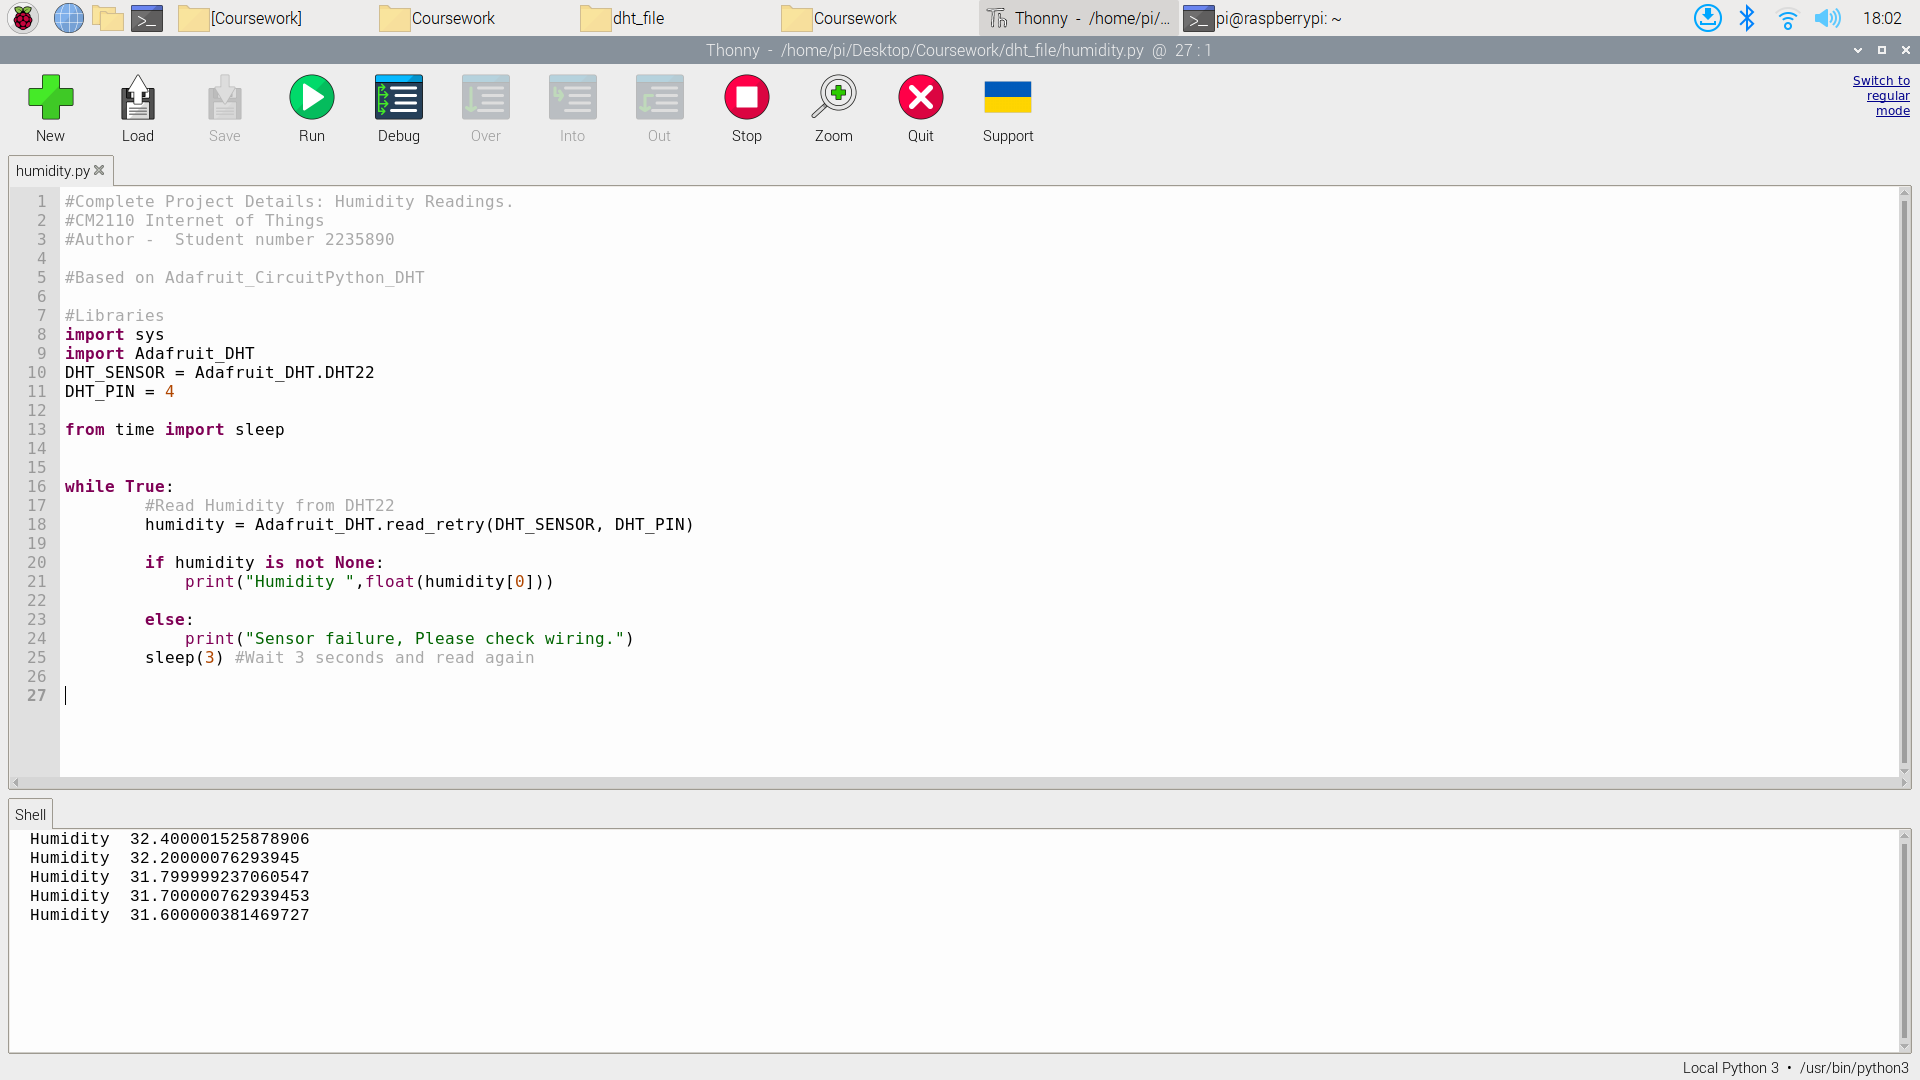 [Coursework] Coursework dht_file Coursework Thonny - /home/pi/... pi@raspberrypi: ~ 18:02
Thonny - /home/pi/Desktop/Coursework/dht_file/humidity.py @ 27 : 1
New Load Save Run Debug Over Into Out Stop Zoom Quit Support
Switch to
regular
mode
humidity.py
1 #Complete Project Details: Humidity Readings.
2 #CM2110 Internet of Things
3 #Author -  Student number 2235890
4
5 #Based on Adafruit_CircuitPython_DHT
6
7 #Libraries
8 import sys
9 import Adafruit_DHT
10 DHT_SENSOR = Adafruit_DHT.DHT22
11 DHT_PIN = 4
12
13 from time import sleep
14
15
16 while True:
17         #Read Humidity from DHT22
18         humidity = Adafruit_DHT.read_retry(DHT_SENSOR, DHT_PIN)
19
20         if humidity is not None:
21             print("Humidity ",float(humidity[0]))
22
23         else:
24             print("Sensor failure, Please check wiring.")
25         sleep(3) #Wait 3 seconds and read again
26
27
Shell
Humidity  32.400001525878906
Humidity  32.20000076293945
Humidity  31.799999237060547
Humidity  31.700000762939453
Humidity  31.600000381469727
Local Python 3 • /usr/bin/python3